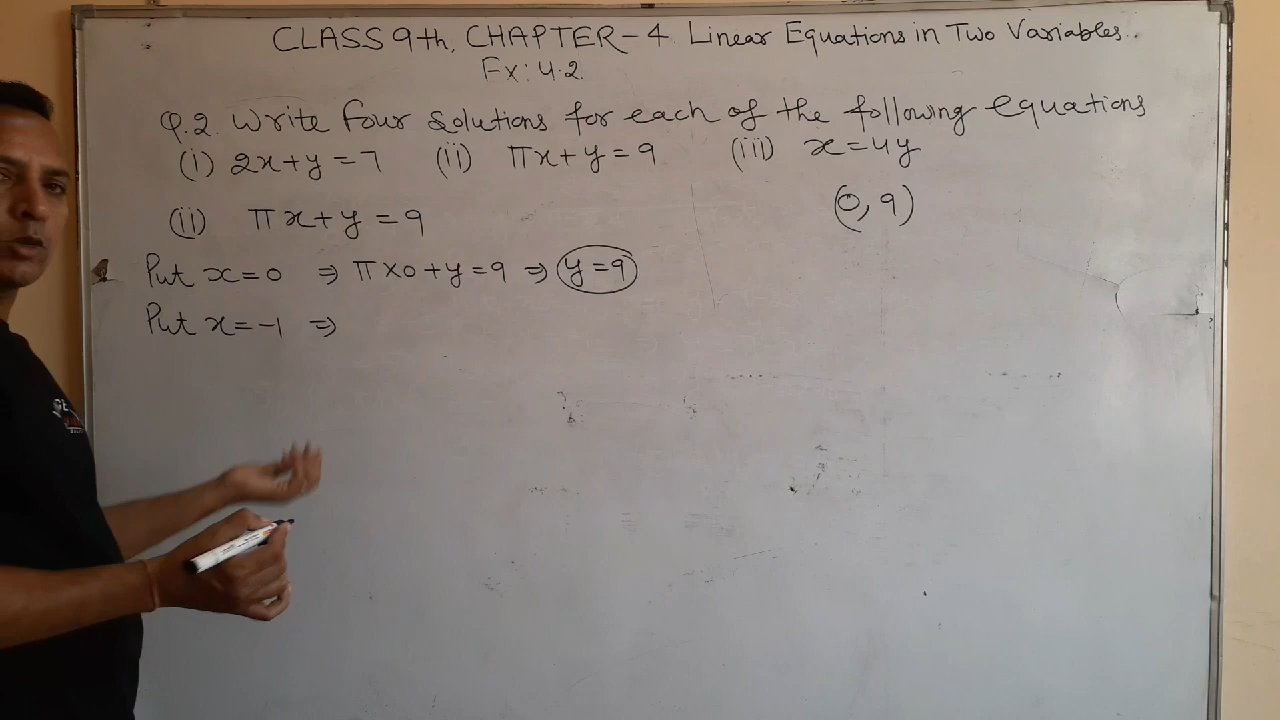 CLASS 9th, CHAPTER-4 Linear Equations in Two Variables..
Ex: 4.2.
Q.2. Write four solutions for each of the following equations
(i) 2x+y=7 (ii) πx+y=9 (iii) x=4y
(0, 9)
(ii) πx+y=9
Put x=0 ⇒ π×0+y=9 ⇒ y=9
Put x=-1 ⇒